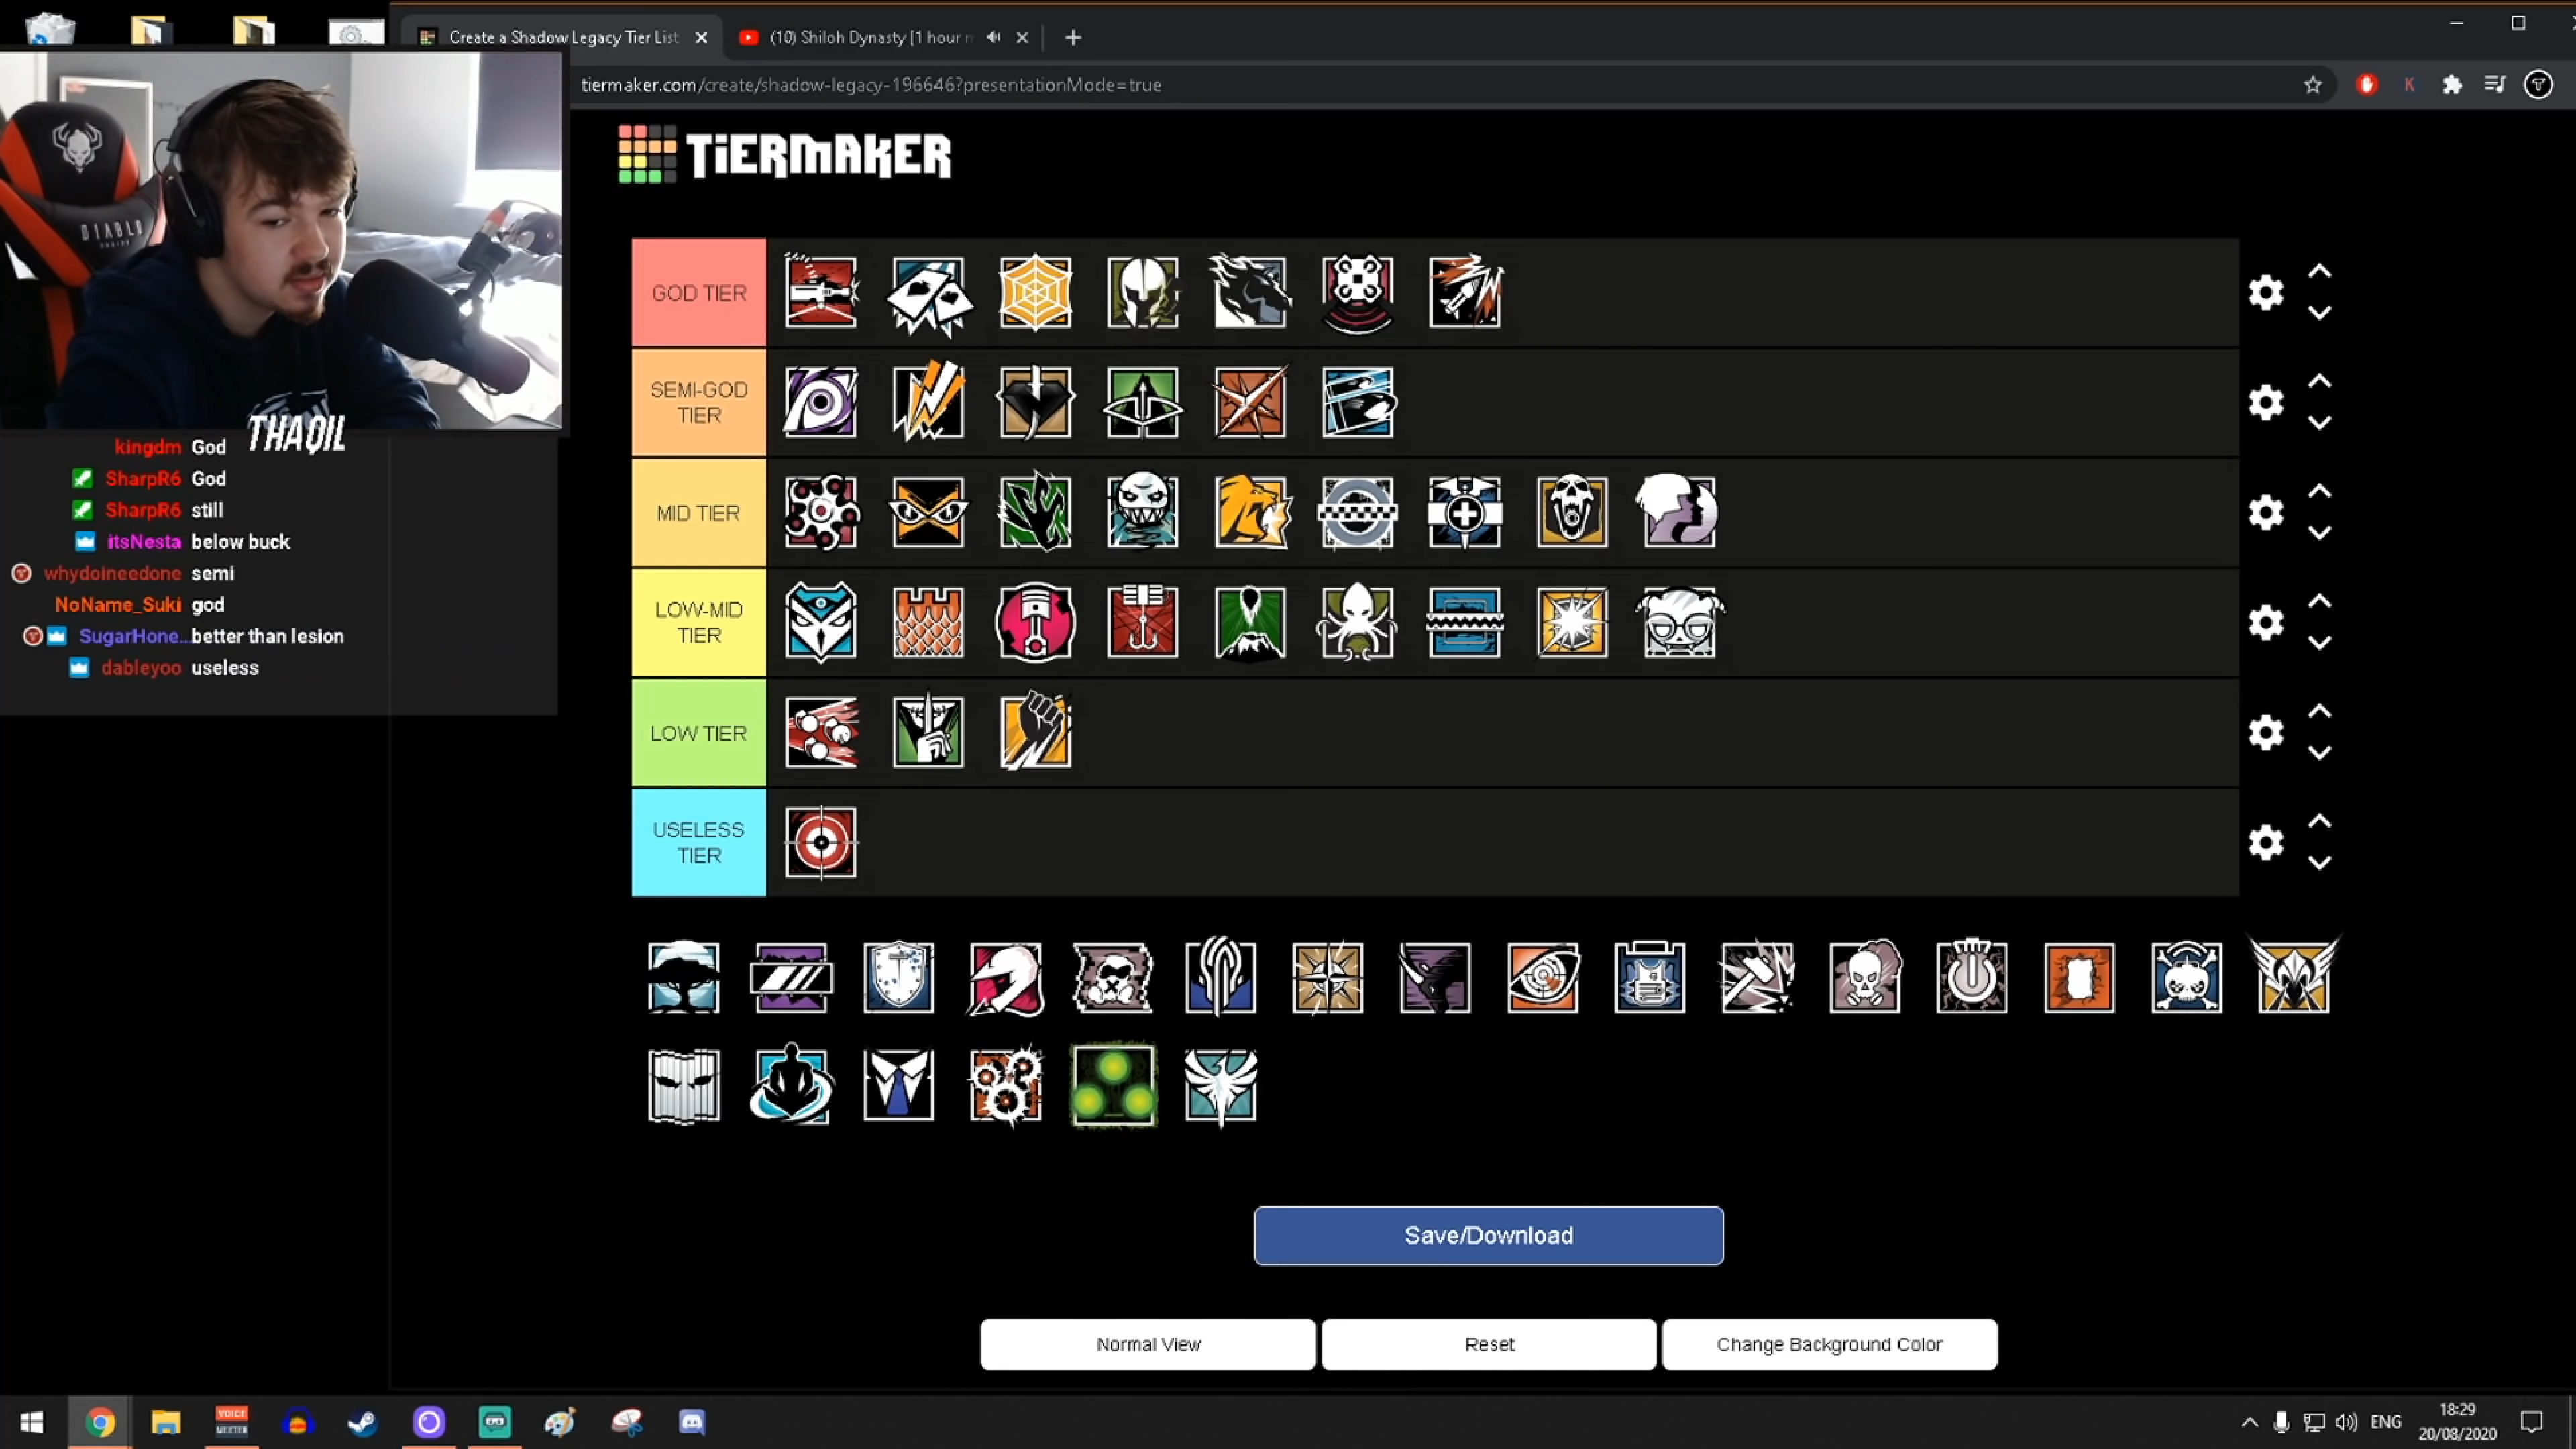 Create a Shadow Legacy Tier List
(10) Shiloh Dynasty [1 hour
tiermaker.com/create/shadow-legacy-196646?presentationMode=true
K
TIERMAKER
DIABLO
THAQIL
kingdm God
SharpR6 God
SharpR6 still
itsNesta below buck
whydoineedone semi
NoName_Suki god
SugarHone...better than lesion
dableyoo useless
GOD TIER
SEMI-GOD
TIER
MID TIER
LOW-MID
TIER
LOW TIER
USELESS
TIER
Save/Download
Normal View
Reset
Change Background Color
VOICE
MEETER
ENG
18:29
20/08/2020